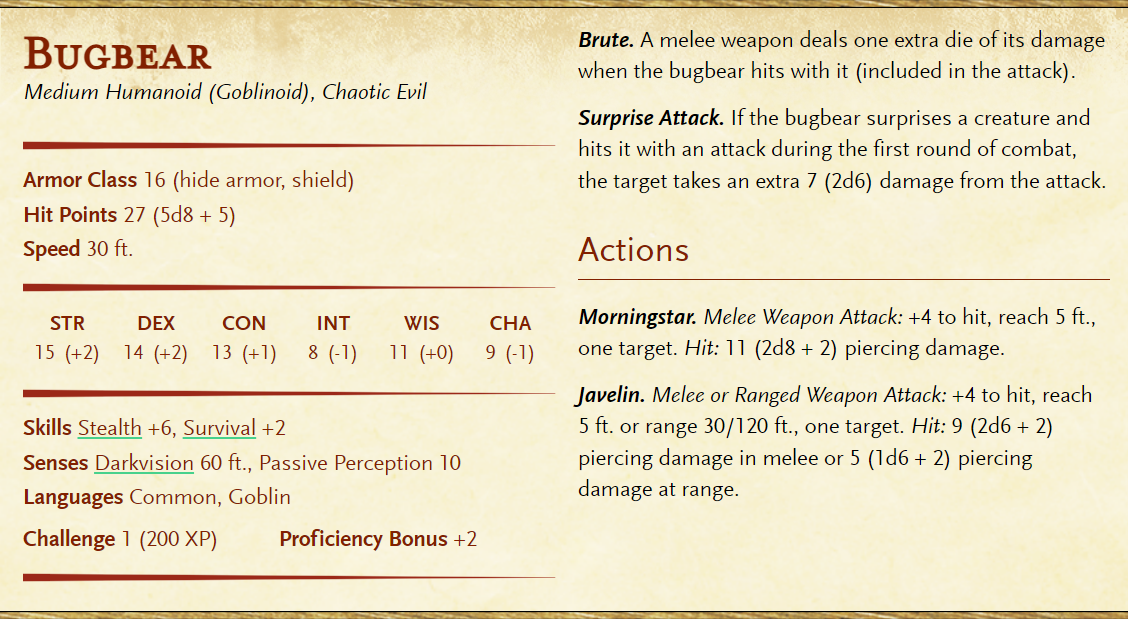 Bugbear
Medium Humanoid (Goblinoid), Chaotic Evil
Armor Class 16 (hide armor, shield)
Hit Points 27 (5d8 + 5)
Speed 30 ft.
STR DEX CON INT WIS CHA
15 (+2) 14 (+2) 13 (+1) 8 (-1) 11 (+0) 9 (-1)
Skills Stealth +6, Survival +2
Senses Darkvision 60 ft., Passive Perception 10
Languages Common, Goblin
Challenge 1 (200 XP) Proficiency Bonus +2
Brute. A melee weapon deals one extra die of its damage
when the bugbear hits with it (included in the attack).
Surprise Attack. If the bugbear surprises a creature and
hits it with an attack during the first round of combat,
the target takes an extra 7 (2d6) damage from the attack.
Actions
Morningstar. Melee Weapon Attack: +4 to hit, reach 5 ft.,
one target. Hit: 11 (2d8 + 2) piercing damage.
Javelin. Melee or Ranged Weapon Attack: +4 to hit, reach
5 ft. or range 30/120 ft., one target. Hit: 9 (2d6 + 2)
piercing damage in melee or 5 (1d6 + 2) piercing
damage at range.